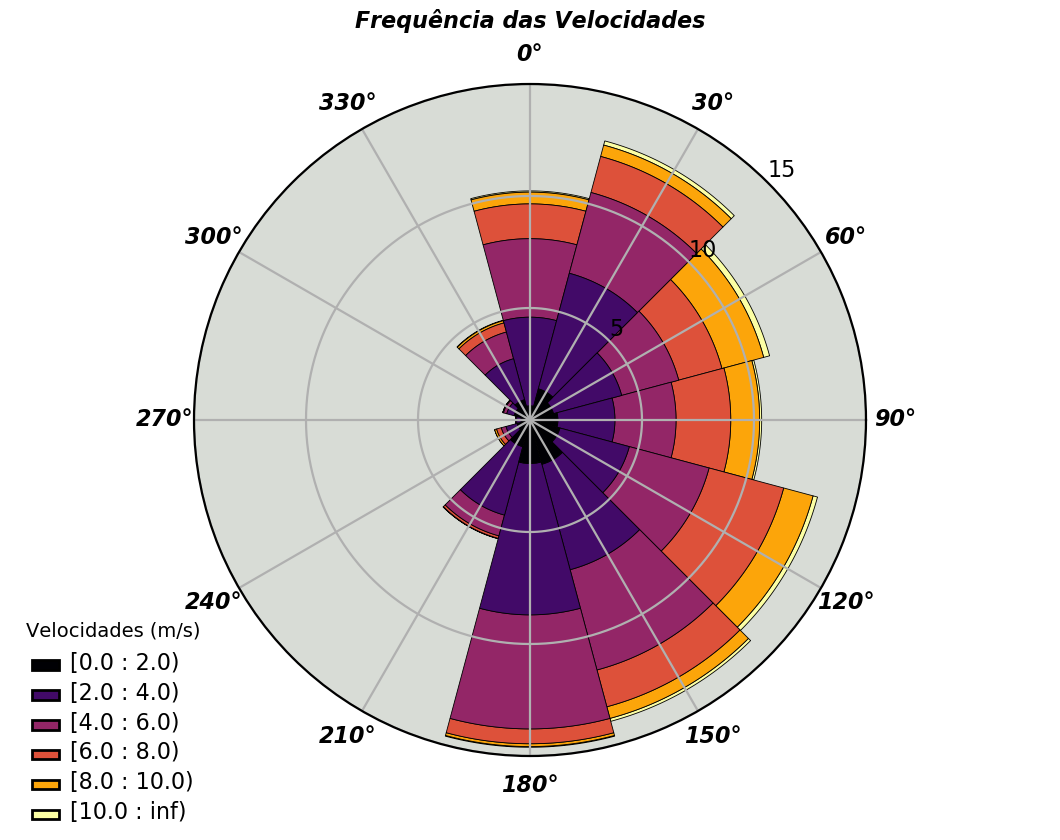 Frequência das Velocidades
0°
330°
30°
15
300°
60°
10
5
270°
90°
240°
120°
210°
150°
180°
Velocidades (m/s)
[0.0 : 2.0)
[2.0 : 4.0)
[4.0 : 6.0)
[6.0 : 8.0)
[8.0 : 10.0)
[10.0 : inf)